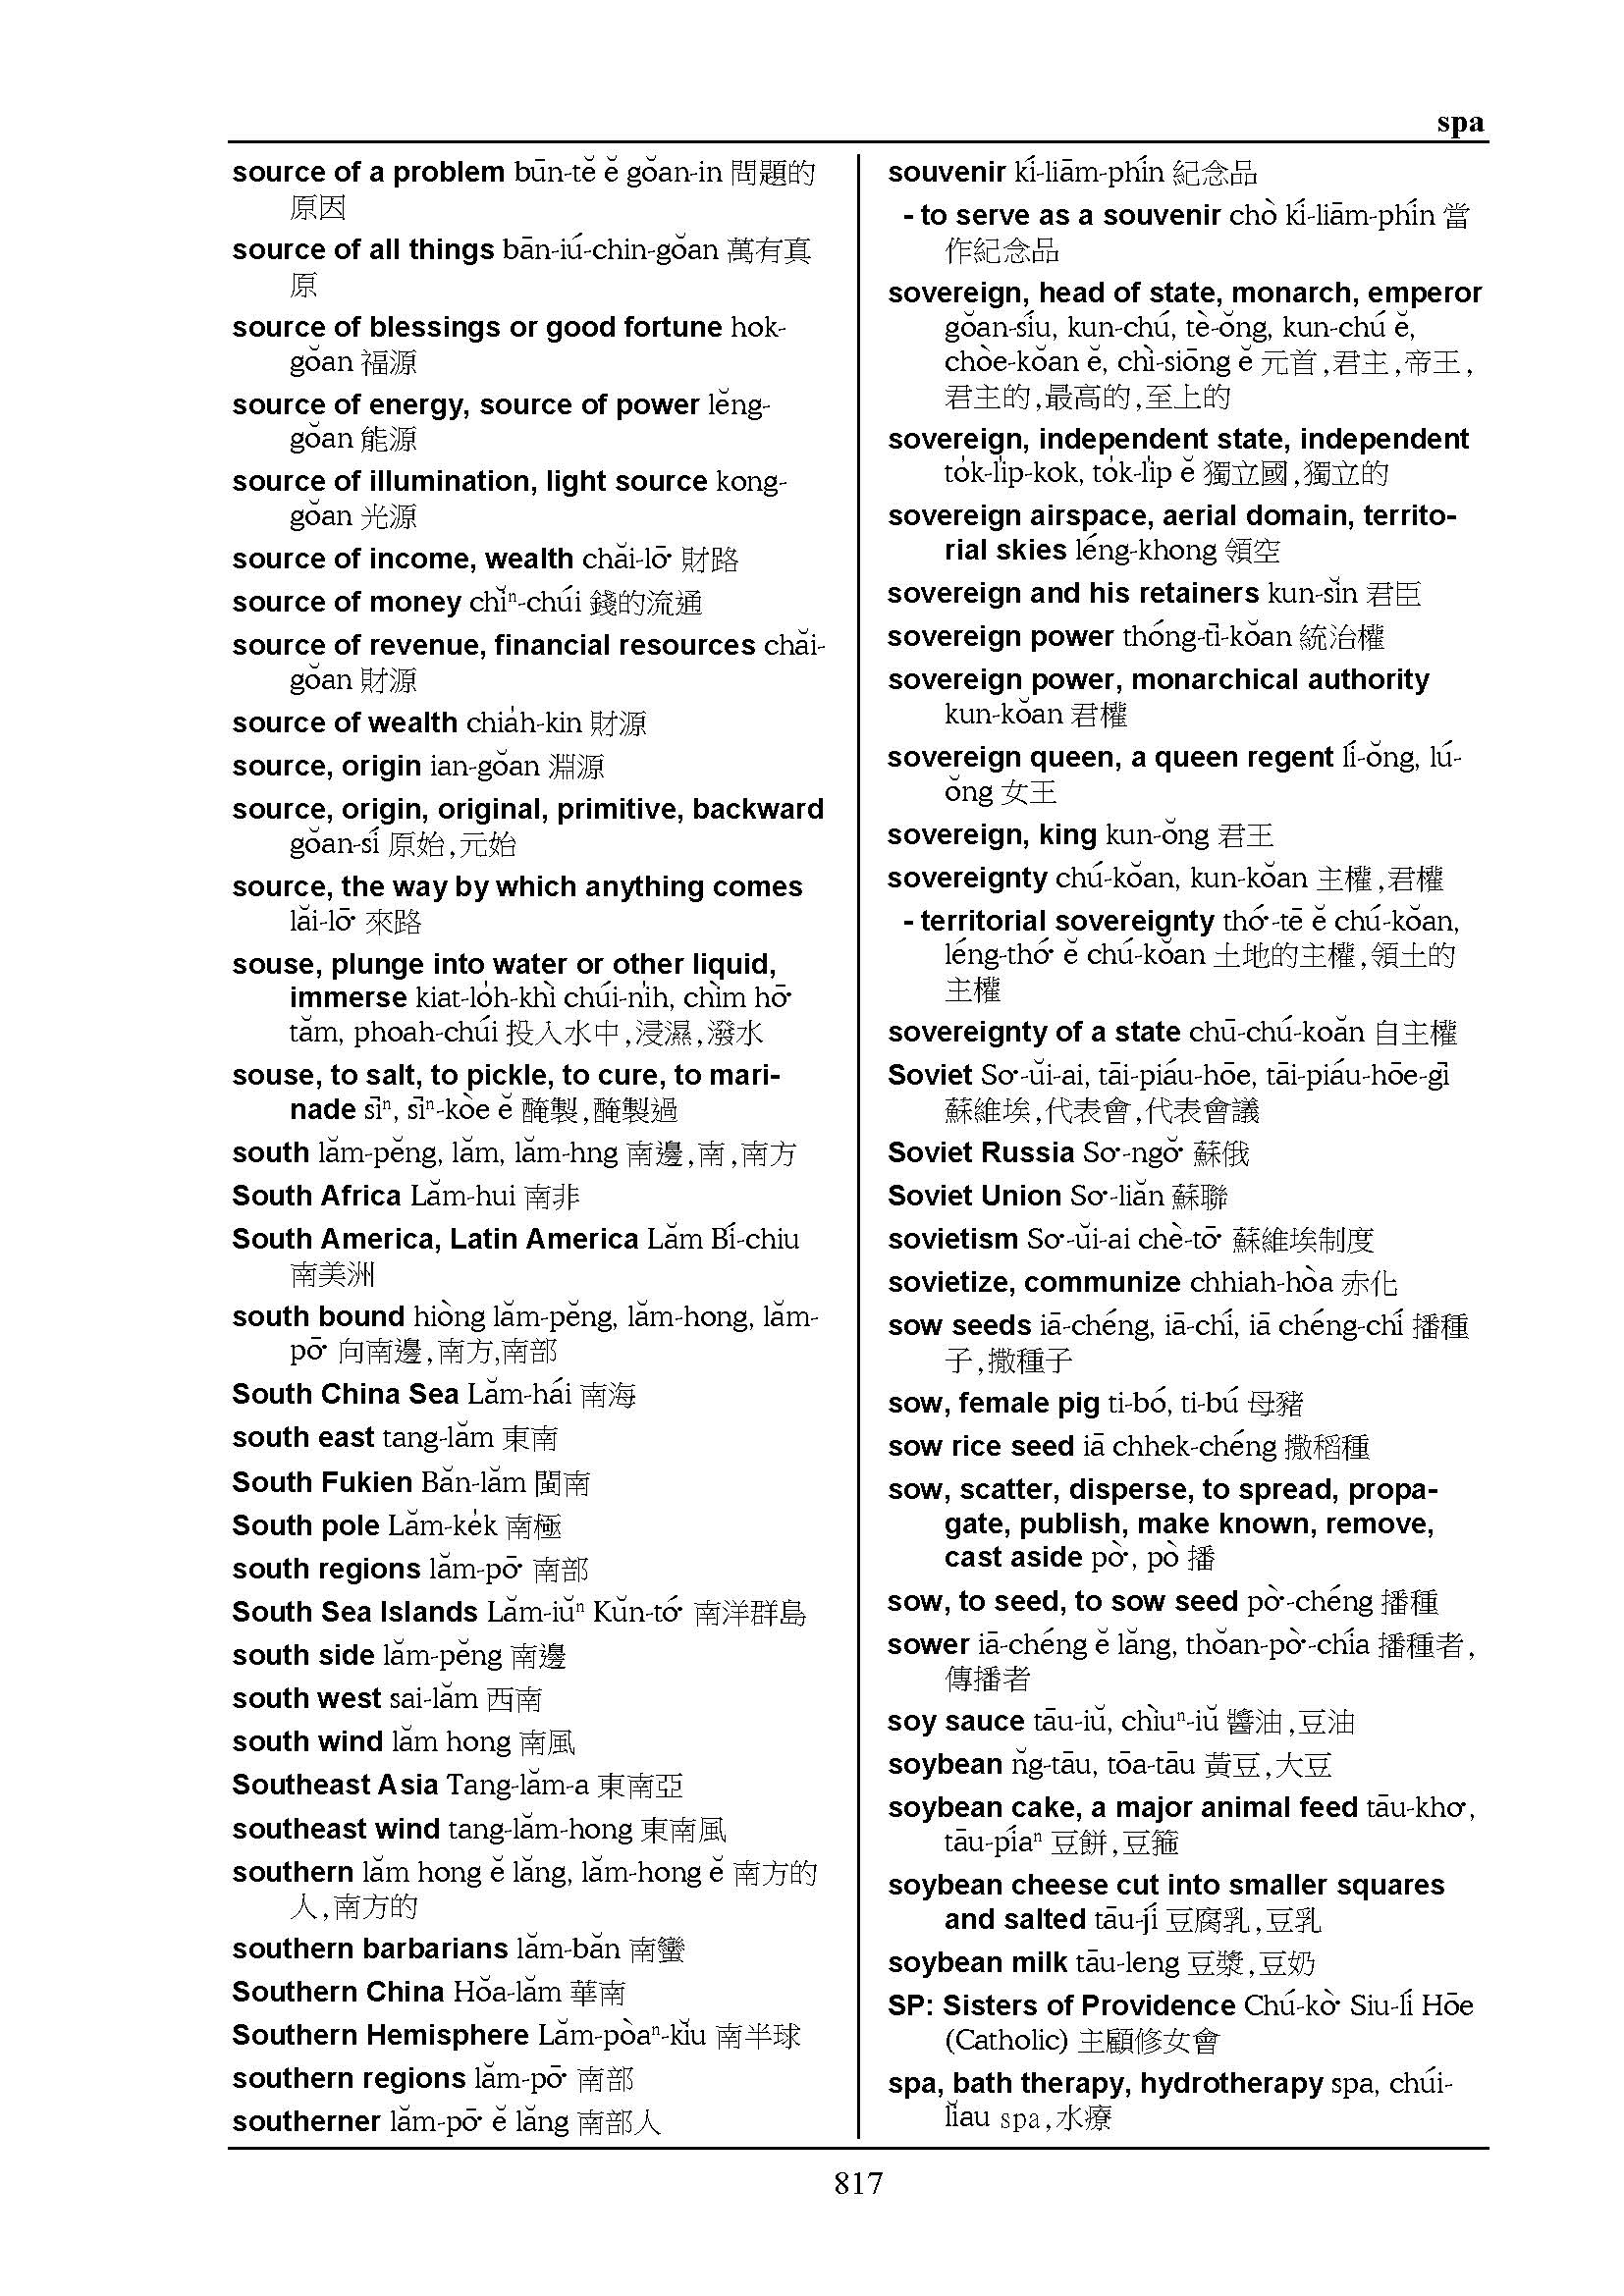 spa
source of a problem būn-tĕ ĕ gŏan-in 問題的
原因
source of all things bān-iú-chin-gŏan 萬有真
原
source of blessings or good fortune hok-
gŏan 福源
source of energy, source of power lĕng-
gŏan 能源
source of illumination, light source kong-
gŏan 光源
source of income, wealth chăi-lō͘ 財路
source of money chĭⁿ-chúi 錢的流通
source of revenue, financial resources chăi-
gŏan 財源
source of wealth chia̍h-kin 財源
source, origin ian-gŏan 淵源
source, origin, original, primitive, backward
gŏan-sí 原始,元始
source, the way by which anything comes
lăi-lō͘ 來路
souse, plunge into water or other liquid,
immerse kiat-lo̍h-khì chúi-ni̍h, chìm hō͘
tăm, phoah-chúi 投入水中,浸濕,潑水
souse, to salt, to pickle, to cure, to mari-
nade sīⁿ, sīⁿ-kòe ĕ 醃製,醃製過
south lăm-pĕng, lăm, lăm-hng 南邊,南,南方
South Africa Lăm-hui 南非
South America, Latin America Lăm Bí-chiu
南美洲
south bound hiòng lăm-pĕng, lăm-hong, lăm-
pō͘ 向南邊,南方,南部
South China Sea Lăm-hái 南海
south east tang-lăm 東南
South Fukien Băn-lăm 閩南
South pole Lăm-ke̍k 南極
south regions lăm-pō͘ 南部
South Sea Islands Lăm-iŭⁿ Kŭn-tó͘ 南洋群島
south side lăm-pĕng 南邊
south west sai-lăm 西南
south wind lăm hong 南風
Southeast Asia Tang-lăm-a 東南亞
southeast wind tang-lăm-hong 東南風
southern lăm hong ĕ lăng, lăm-hong ĕ 南方的
人,南方的
southern barbarians lăm-băn 南蠻
Southern China Hŏa-lăm 華南
Southern Hemisphere Lăm-pòaⁿ-kĭu 南半球
southern regions lăm-pō͘ 南部
southerner lăm-pō͘ ĕ lăng 南部人
souvenir kí-liām-phín 紀念品
- to serve as a souvenir chò kí-liām-phín 當
作紀念品
sovereign, head of state, monarch, emperor
gŏan-síu, kun-chú, tè-ŏng, kun-chú ĕ,
chòe-kŏan ĕ, chì-siōng ĕ 元首,君主,帝王,
君主的,最高的,至上的
sovereign, independent state, independent
to̍k-li̍p-kok, to̍k-li̍p ĕ 獨立國,獨立的
sovereign airspace, aerial domain, territo-
rial skies léng-khong 領空
sovereign and his retainers kun-sĭn 君臣
sovereign power thóng-tī-kŏan 統治權
sovereign power, monarchical authority
kun-kŏan 君權
sovereign queen, a queen regent lí-ŏng, lú-
ŏng 女王
sovereign, king kun-ŏng 君王
sovereignty chú-kŏan, kun-kŏan 主權,君權
- territorial sovereignty thó͘-tē ĕ chú-kŏan,
léng-thó͘ ĕ chú-kŏan 土地的主權,領土的
主權
sovereignty of a state chū-chú-koăn 自主權
Soviet So͘-ŭi-ai, tāi-piáu-hōe, tāi-piáu-hōe-gī
蘇維埃,代表會,代表會議
Soviet Russia So͘-ngŏ͘ 蘇俄
Soviet Union So͘-liăn 蘇聯
sovietism So͘-ŭi-ai chè-tō͘ 蘇維埃制度
sovietize, communize chhiah-hòa 赤化
sow seeds iā-chéng, iā-chí, iā chéng-chí 播種
子,撒種子
sow, female pig ti-bó, ti-bú 母豬
sow rice seed iā chhek-chéng 撒稻種
sow, scatter, disperse, to spread, propa-
gate, publish, make known, remove,
cast aside pò͘, pò 播
sow, to seed, to sow seed pò͘-chéng 播種
sower iā-chéng ĕ lăng, thŏan-pò͘-chía 播種者,
傳播者
soy sauce tāu-iŭ, chìuⁿ-iŭ 醬油,豆油
soybean n̆g-tāu, tōa-tāu 黃豆,大豆
soybean cake, a major animal feed tāu-kho͘,
tāu-píaⁿ 豆餅,豆箍
soybean cheese cut into smaller squares
and salted tāu-jí 豆腐乳,豆乳
soybean milk tāu-leng 豆漿,豆奶
SP: Sisters of Providence Chú-kò͘ Siu-lí Hōe
(Catholic) 主顧修女會
spa, bath therapy, hydrotherapy spa, chúi-
lĭau spa,水療
817